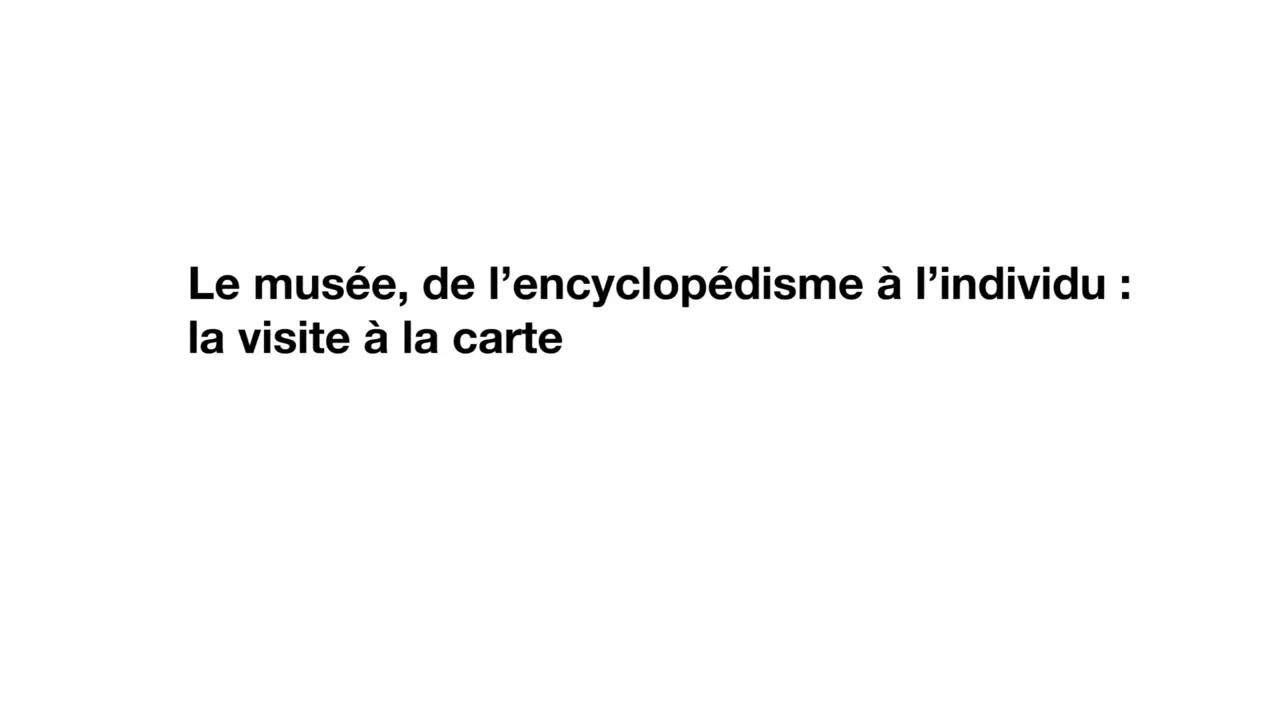 Le musée, de l’encyclopédisme à l’individu :
la visite à la carte